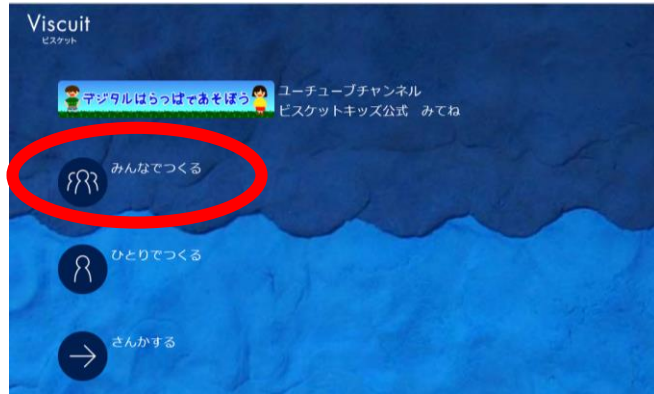 Viscuit
ビスケット
デジタルはらっぱであそぼう
ユーチューブチャンネル
ビスケットキッズ公式 みてね
みんなでつくる
ひとりでつくる
さんかする